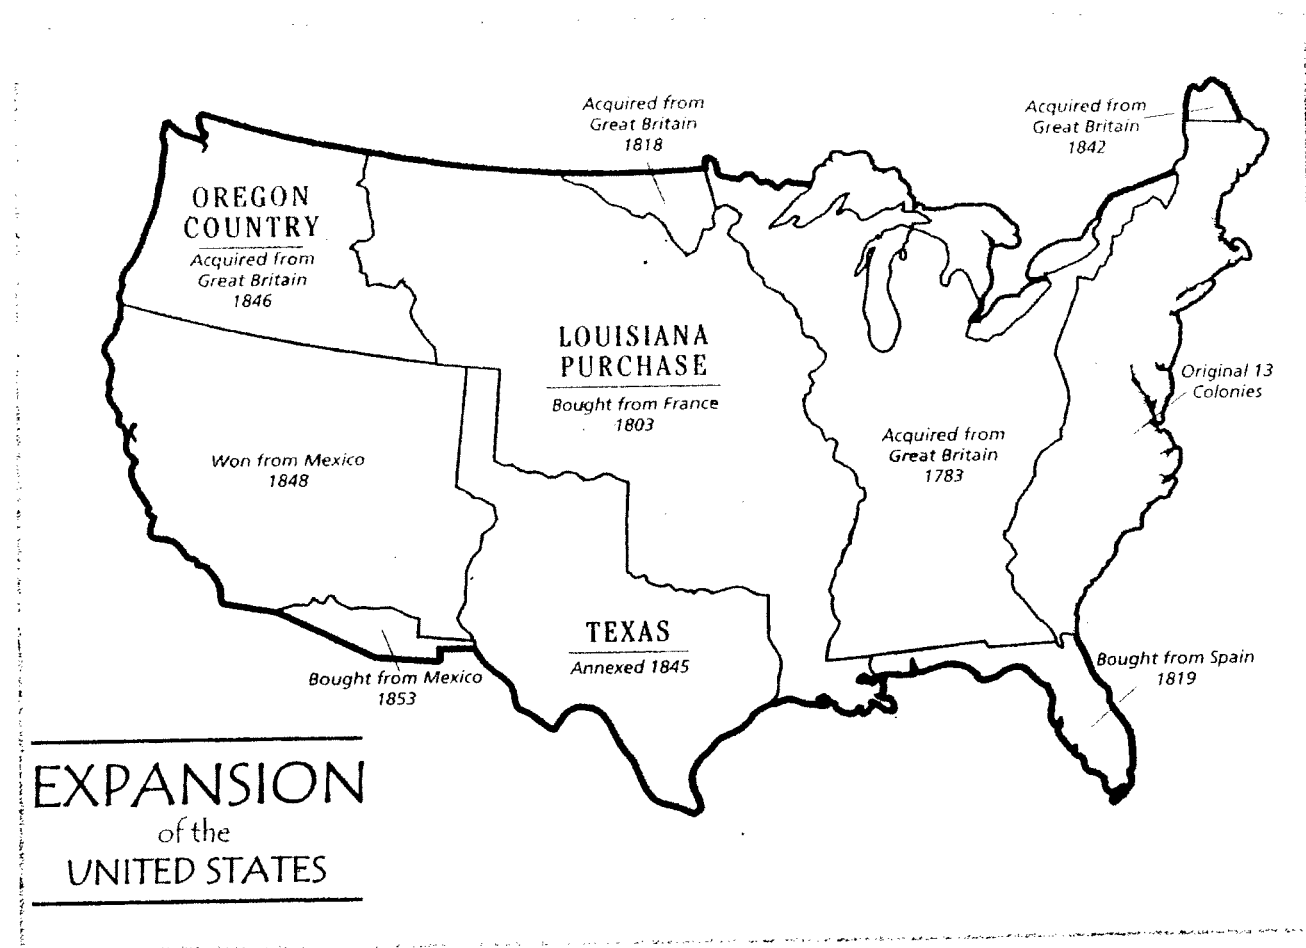 Acquired from
Great Britain
1818
Acquired from
Great Britain
1842
OREGON
COUNTRY
Acquired from
Great Britain
1846
LOUISIANA
PURCHASE
Bought from France
1803
Original 13
Colonies
Won from Mexico
1848
Acquired from
Great Britain
1783
TEXAS
Annexed 1845
Bought from Mexico
1853
Bought from Spain
1819
EXPANSION
of the
UNITED STATES